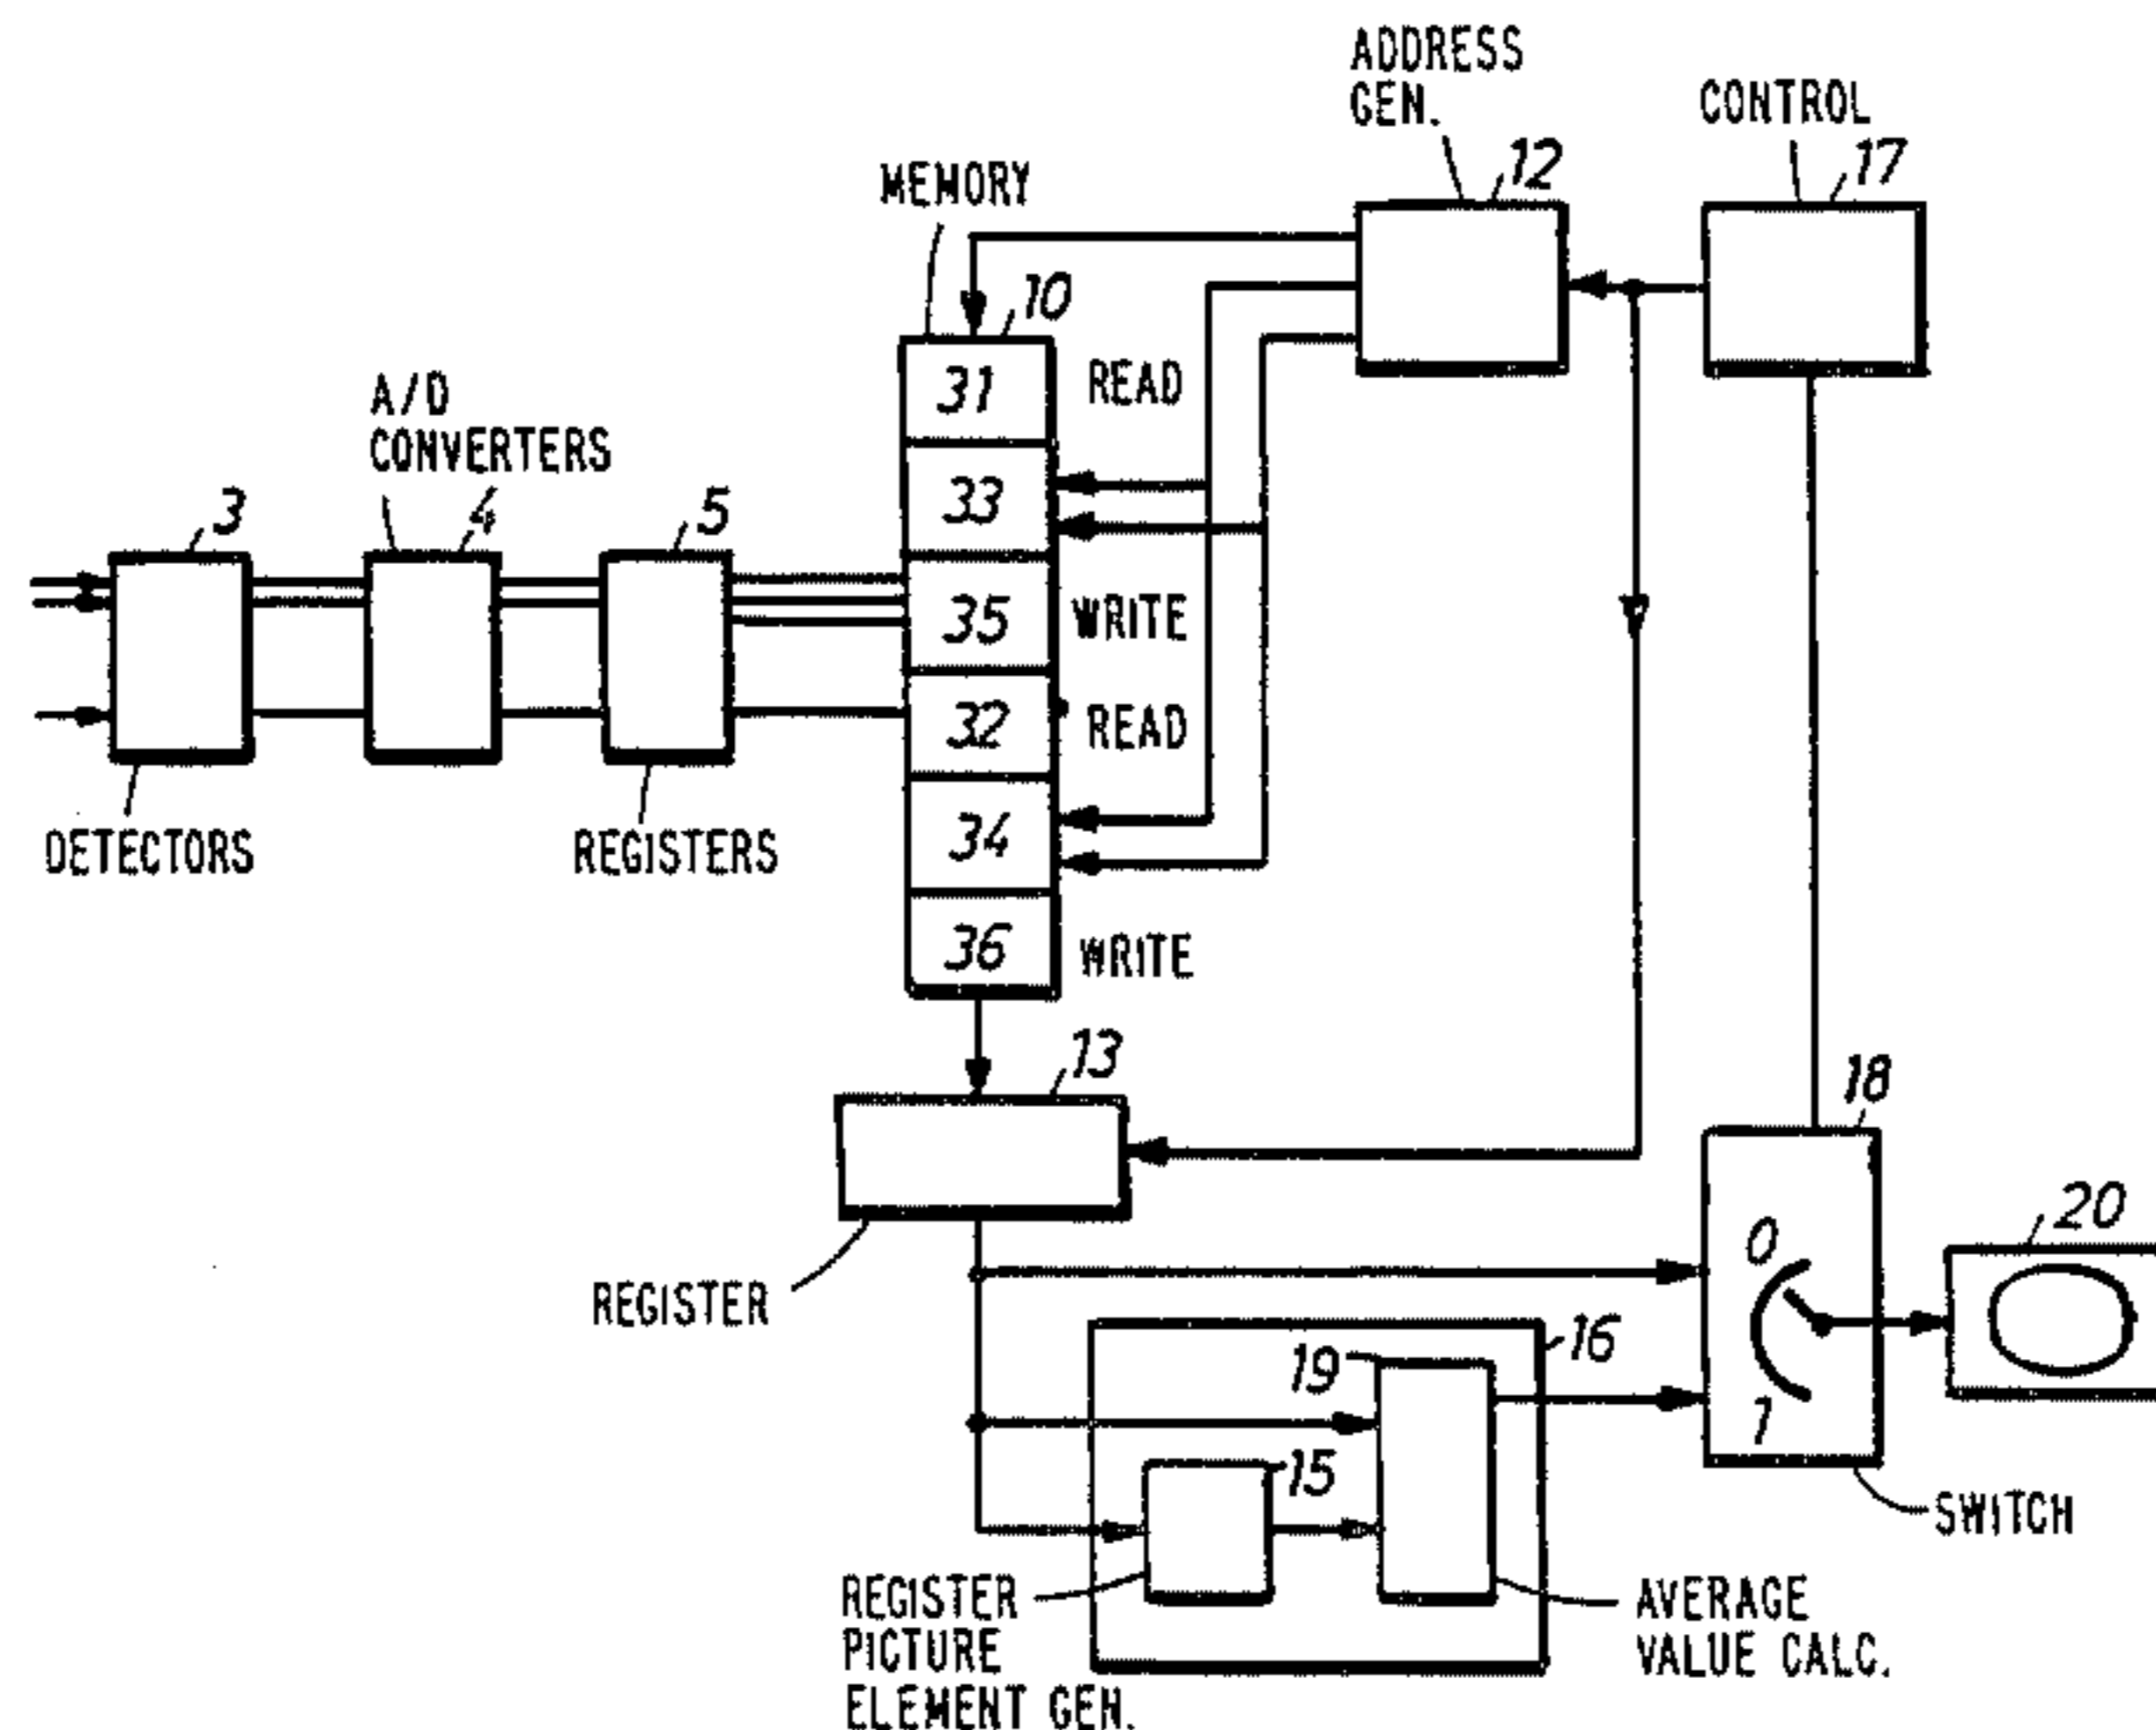 ADDRESS
GEN.
CONTROL
12
17
MEMORY
10
31
READ
A/D
CONVERTERS
33
3
4
5
35
WRITE
32
READ
DETECTORS
REGISTERS
34
36
WRITE
13
18
REGISTER
0
20
16
19
1
15
SWITCH
REGISTER
PICTURE
ELEMENT GEN.
AVERAGE
VALUE CALC.